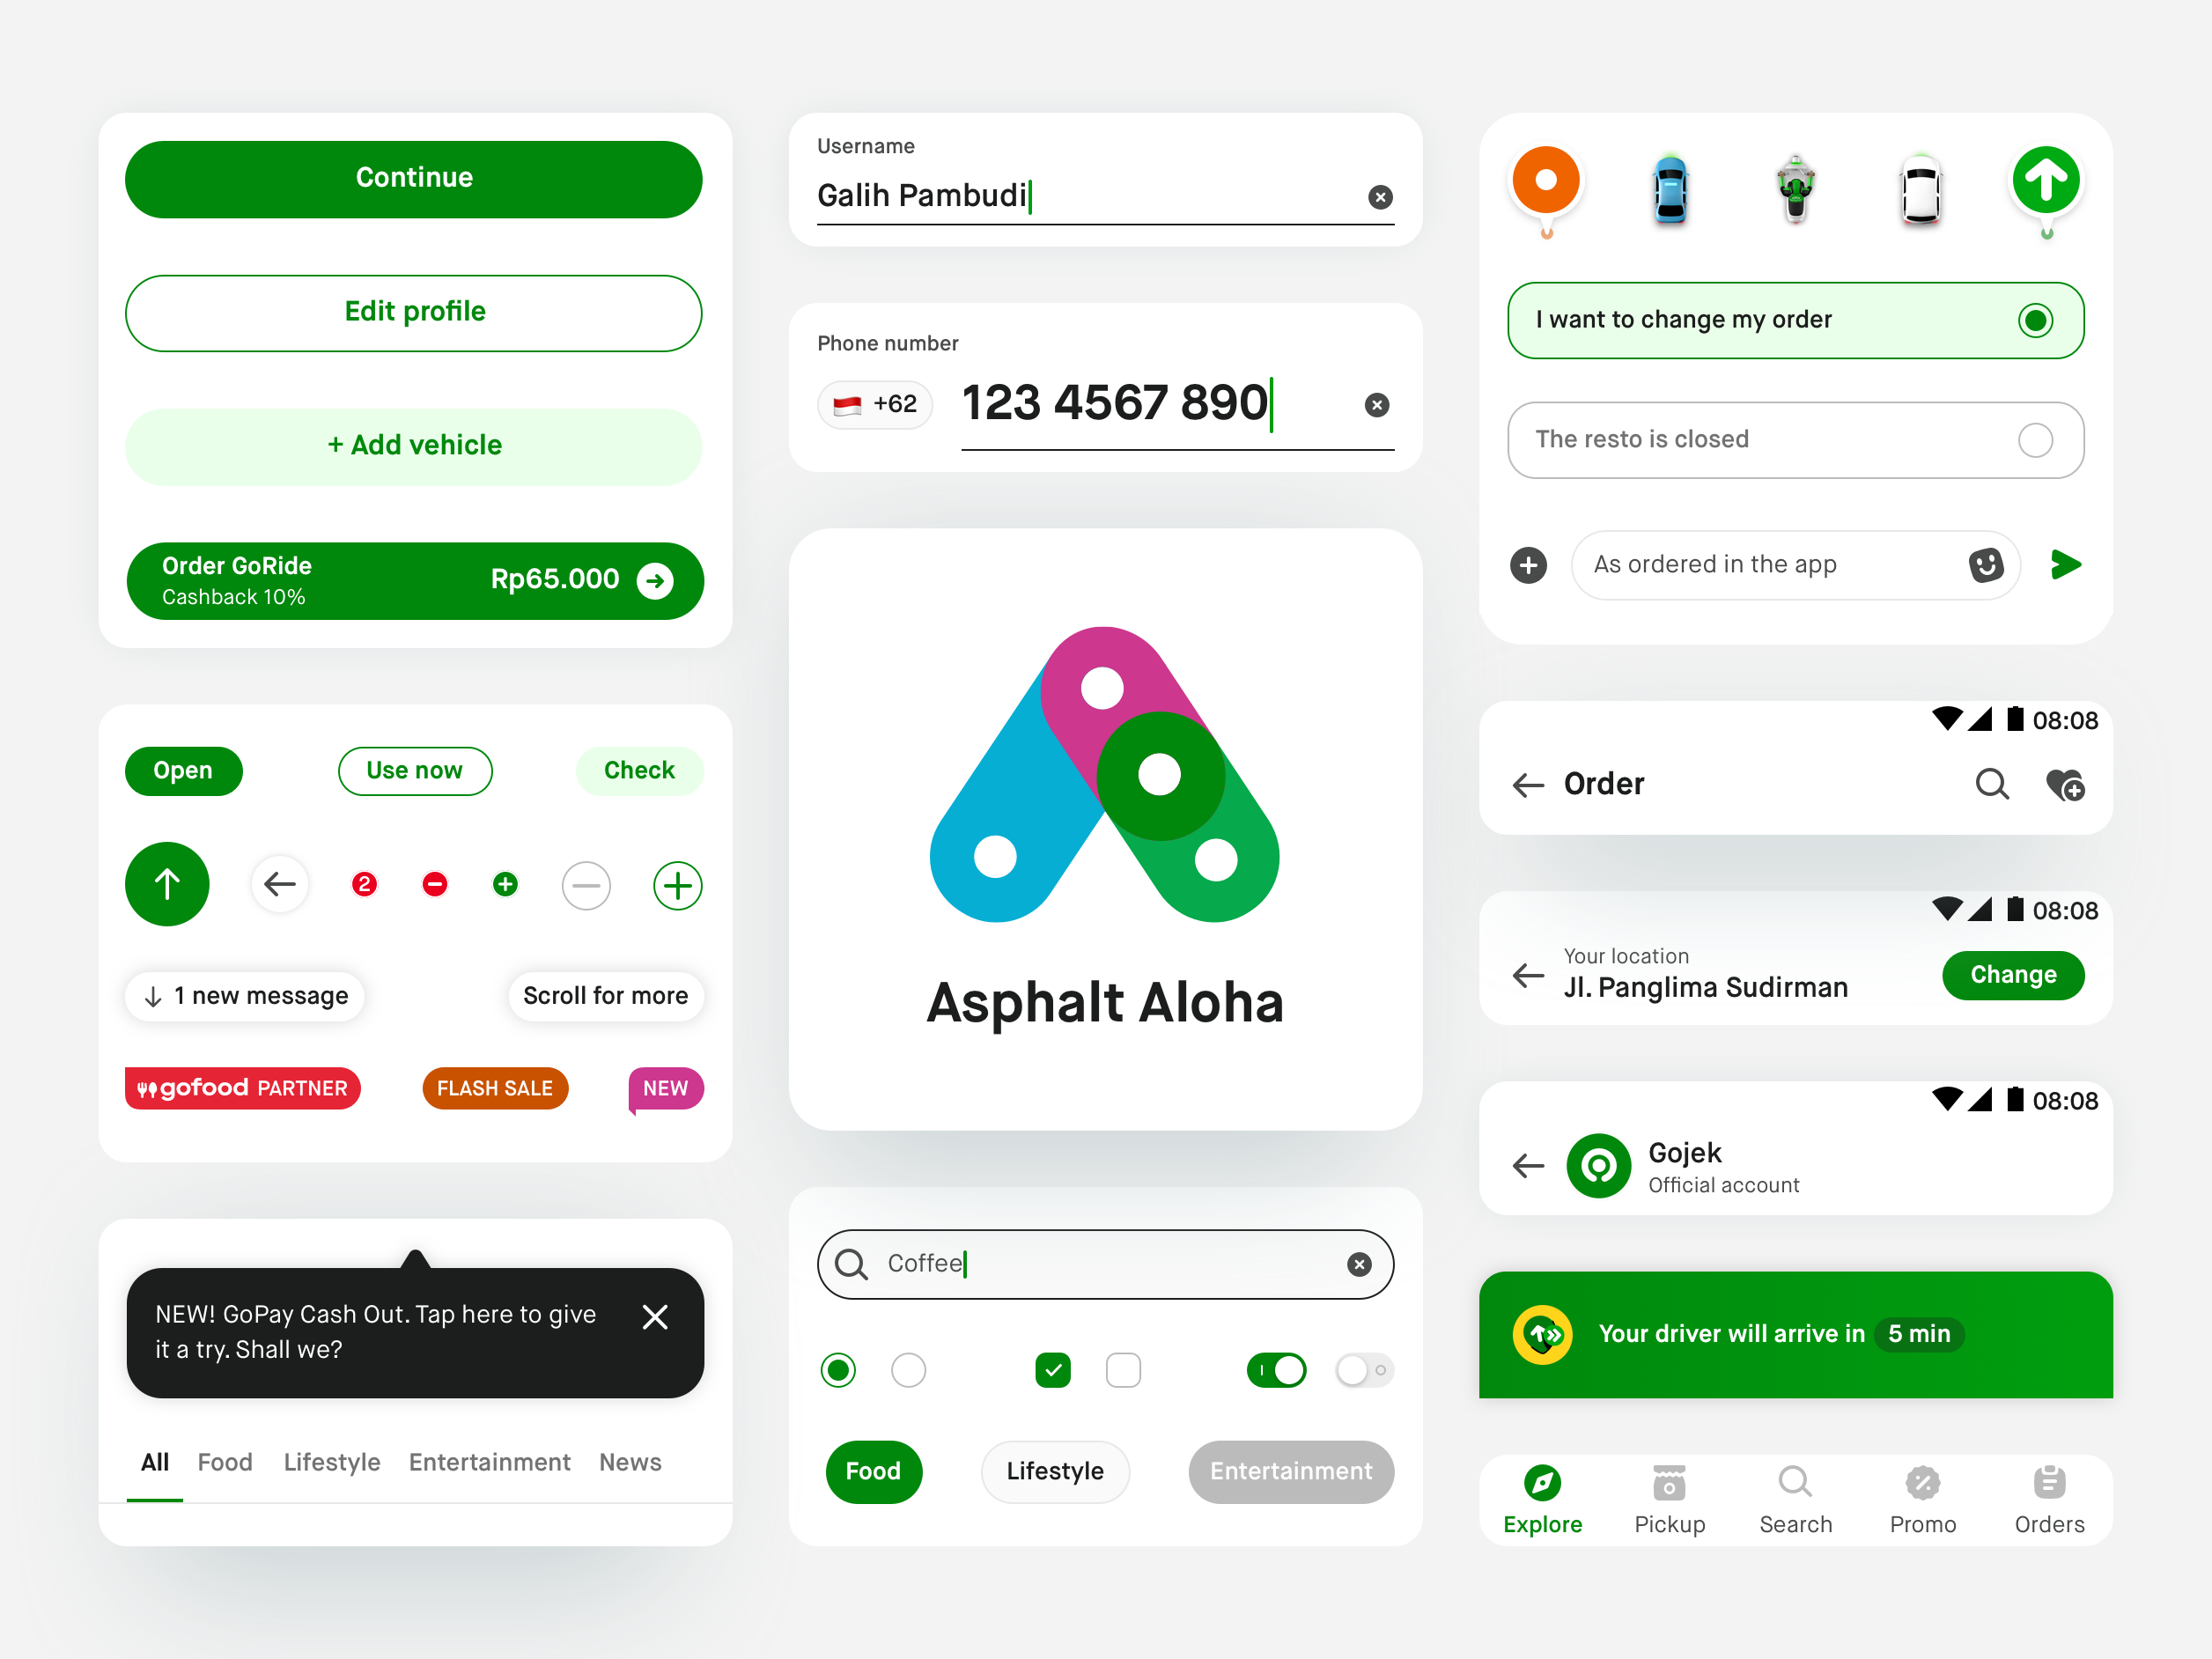 Continue
Edit profile
+ Add vehicle
Order GoRide
Cashback 10%
Rp65.000
Open
Use now
Check
2
1 new message
Scroll for more
gofood PARTNER
FLASH SALE
NEW
NEW! GoPay Cash Out. Tap here to give
it a try. Shall we?
All Food Lifestyle Entertainment News
Username
Galih Pambudi
Phone number
+62 123 4567 890
Asphalt Aloha
Coffee
Food Lifestyle Entertainment
I want to change my order
The resto is closed
As ordered in the app
08:08
Order
08:08
Your location
Jl. Panglima Sudirman
Change
08:08
Gojek
Official account
Your driver will arrive in 5 min
Explore Pickup Search Promo Orders